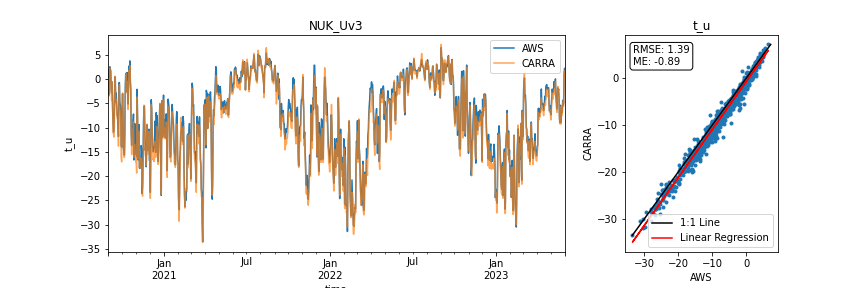 NUK_Uv3
t_u
AWS
CARRA
5
0
−5
−10
−15
−20
−25
−30
−35
t_u
Jan
2021
Jul
Jan
2022
Jul
Jan
2023
time
t_u
RMSE: 1.39
ME: -0.89
0
−10
−20
−30
CARRA
1:1 Line
Linear Regression
−30
−20
−10
0
AWS